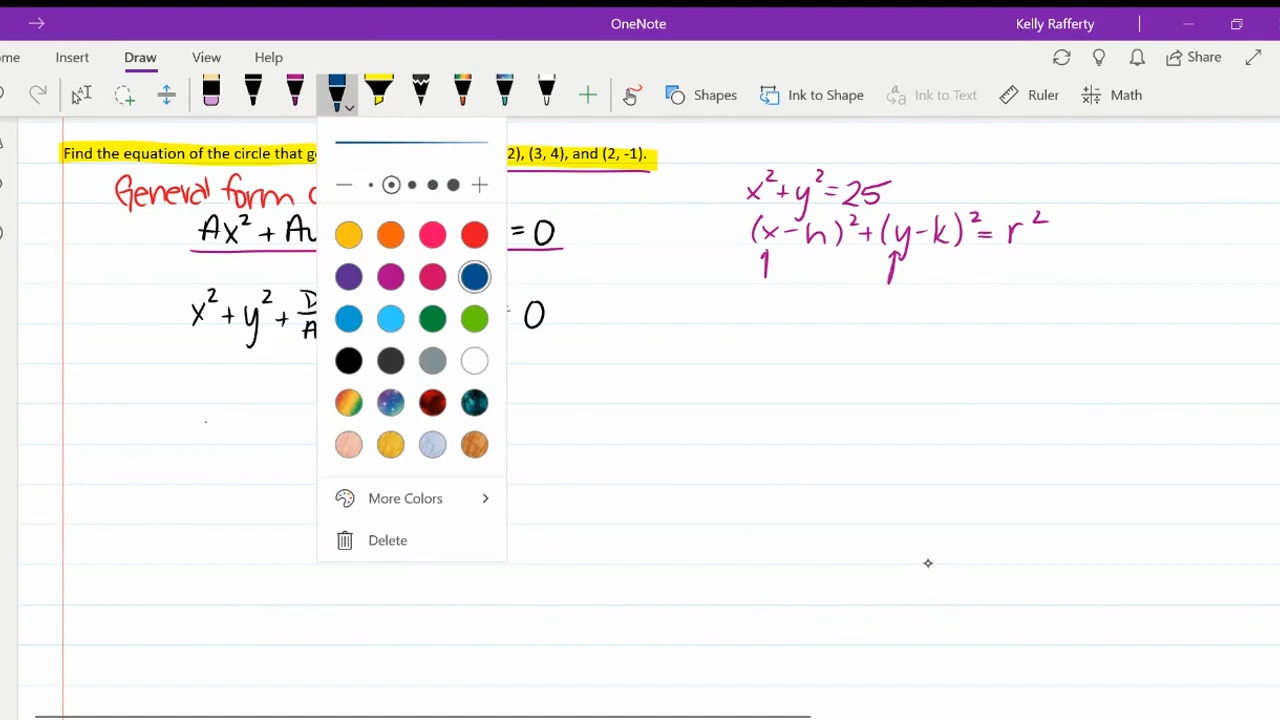 OneNote
Kelly Rafferty
Insert Draw View Help
Share
Shapes Ink to Shape Ink to Text Ruler Math
Find the equation of the circle that 2), (3, 4), and (2, -1).
General form
Ax² + = 0
x² + y² + = 0
x² + y² = 25
(x - h)² + (y - k)² = r²
More Colors
Delete